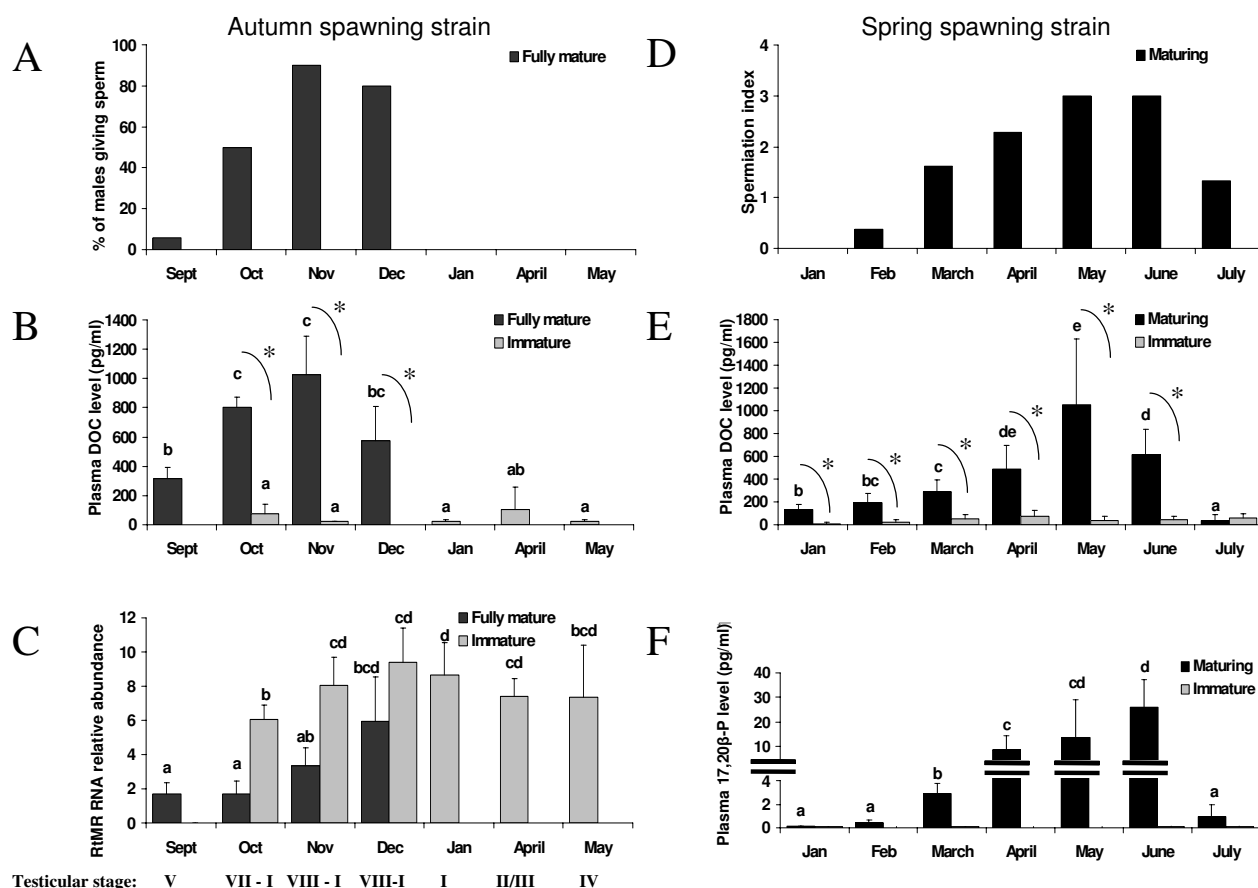 Autumn spawning strain
A
% of males giving sperm
100
80
60
40
20
0
Fully mature
Sept Oct Nov Dec Jan April May
B
Plasma DOC level (pg/ml)
1400
1200
1000
800
600
400
200
0
Fully mature
Immature
b c * a c * a bc * a ab a
Sept Oct Nov Dec Jan April May
C
RtMR RNA relative abundance
12
10
8
6
4
2
0
Fully mature
Immature
a a b ab cd bcd cd d cd bcd
Sept Oct Nov Dec Jan April May
Testicular stage: V VII - I VIII - I VIII-I I II/III IV
Spring spawning strain
D
Spermiation index
4
3
2
1
0
Maturing
Jan Feb March April May June July
E
Plasma DOC level (pg/ml)
1800
1600
1400
1200
1000
800
600
400
200
0
Maturing
Immature
b * bc * c * de * e * d * a
Jan Feb March April May June July
F
Plasma 17,20β-P level (pg/ml)
40
30
20
10
4
2
0
Maturing
Immature
a a b c cd d a
Jan Feb March April May June July